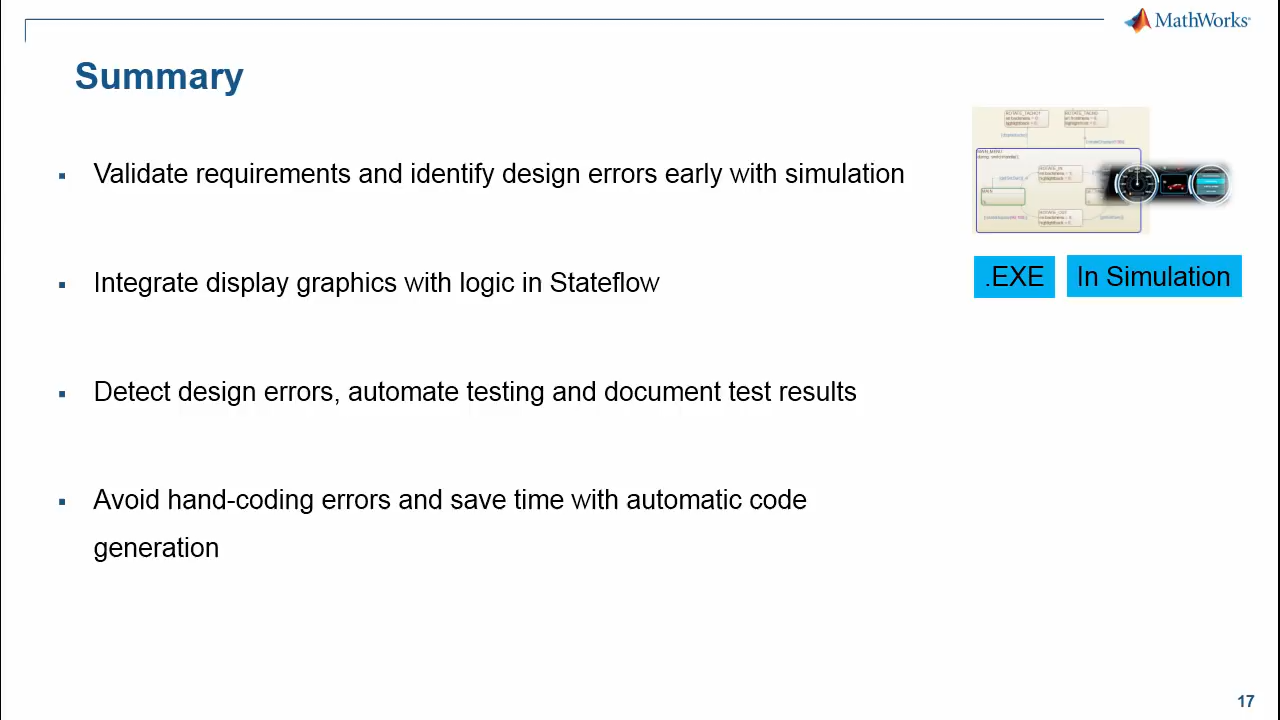 MathWorks®
Summary
▪ Validate requirements and identify design errors early with simulation
▪ Integrate display graphics with logic in Stateflow
▪ Detect design errors, automate testing and document test results
▪ Avoid hand-coding errors and save time with automatic code
generation
MAIN_MENU
MAIN
.EXE
In Simulation
17